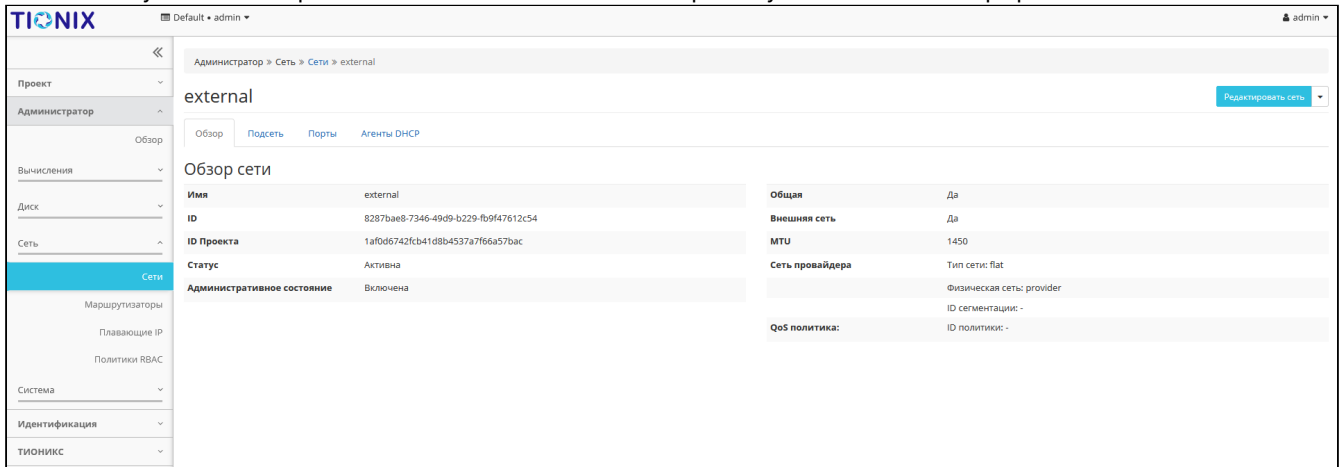 TIONIX
Default • admin
admin
Проект
Администратор
Обзор
Вычисления
Диск
Сеть
Сети
Маршрутизаторы
Плавающие IP
Политики RBAC
Система
Идентификация
ТИОНИКС
Администратор » Сеть » Сети » external
external
Редактировать сеть
Обзор Подсеть Порты Агенты DHCP
Обзор сети
Имя external
ID 8287bae8-7346-49d9-b229-fb9f47612c54
ID Проекта 1af0d6742fcb41d8b4537a7f66a57bac
Статус Активна
Административное состояние Включена
Общая Да
Внешняя сеть Да
MTU 1450
Сеть провайдера Тип сети: flat
Физическая сеть: provider
ID сегментации: -
QoS политика: ID политики: -